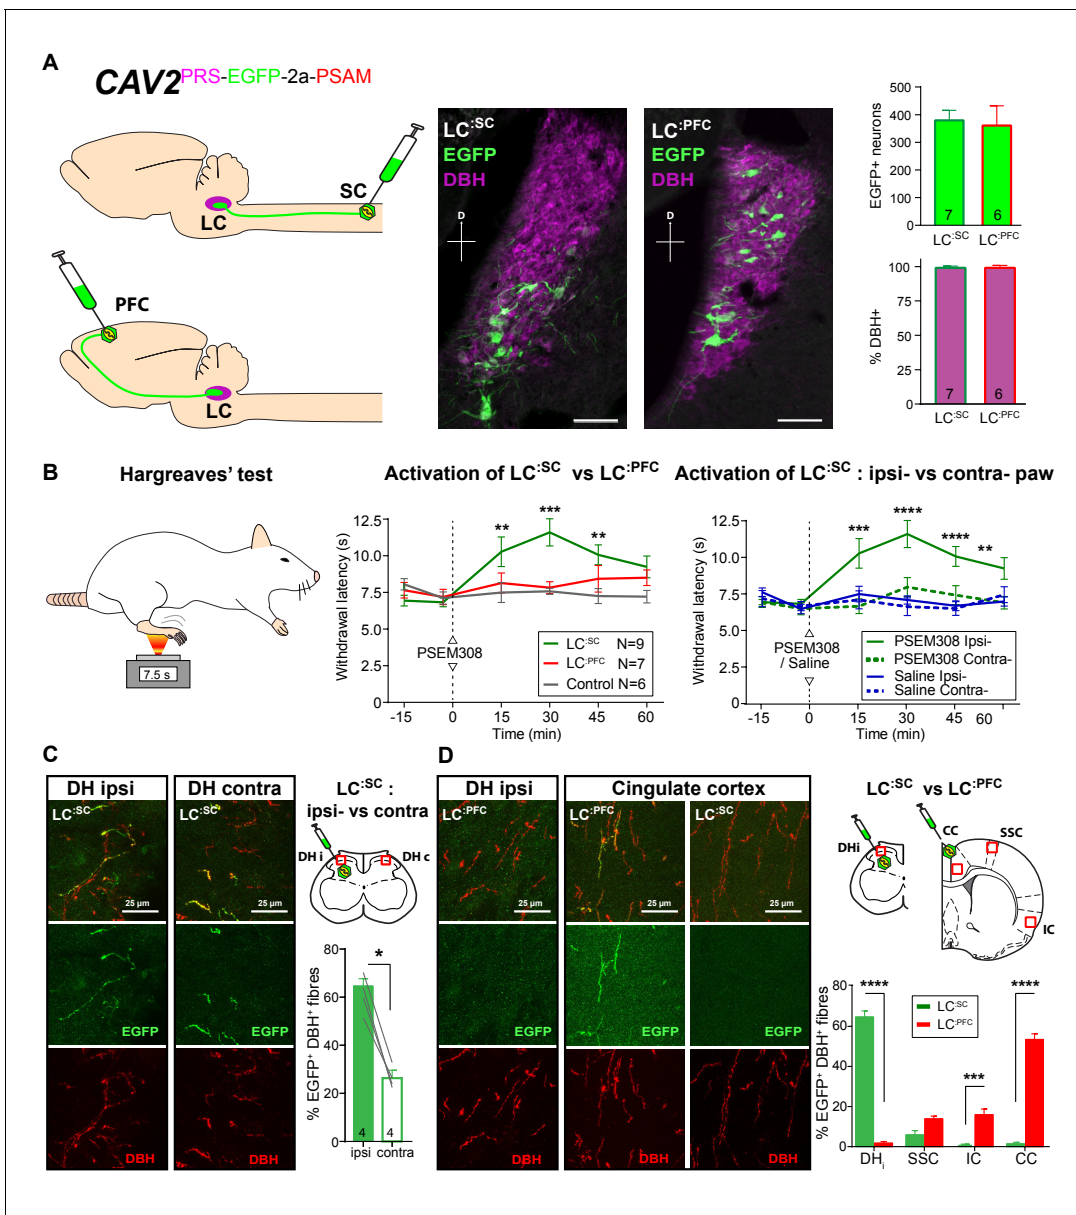 A
CAV2PRS-EGFP-2a-PSAM
SC
LC
PFC
LC
LC:SC
EGFP
DBH
D
LC:PFC
EGFP
DBH
D
500
400
300
200
100
0
EGFP+ neurons
7
6
LC:SC
LC:PFC
100
75
50
25
0
% DBH+
7
6
LC:SC
LC:PFC
B
Hargreaves' test
7.5 s
Activation of LC:SC vs LC:PFC
Withdrawal latency (s)
12.5
10.0
7.5
5.0
2.5
0
**
***
**
PSEM308
LC:SC N=9
LC:PFC N=7
Control N=6
-15 0 15 30 45 60
Time (min)
Activation of LC:SC : ipsi- vs contra- paw
Withdrawal latency (s)
12.5
10.0
7.5
5.0
2.5
0
***
****
****
**
PSEM308
/ Saline
PSEM308 Ipsi-
PSEM308 Contra-
Saline Ipsi-
Saline Contra-
-15 0 15 30 45 60
Time (min)
C
DH ipsi
LC:SC
25 µm
EGFP
DBH
DH contra
LC:SC
25 µm
EGFP
DBH
LC:SC :
ipsi- vs contra
DH i
DH c
% EGFP+ DBH+ fibres
80
60
40
20
0
*
4
4
ipsi contra
D
DH ipsi
LC:PFC
25 µm
EGFP
DBH
Cingulate cortex
LC:PFC
25 µm
EGFP
DBH
LC:SC
25 µm
EGFP
DBH
LC:SC vs LC:PFC
DHi
CC
SSC
IC
% EGFP+ DBH+ fibres
80
60
40
20
0
****
***
****
LC:SC
LC:PFC
DHi SSC IC CC